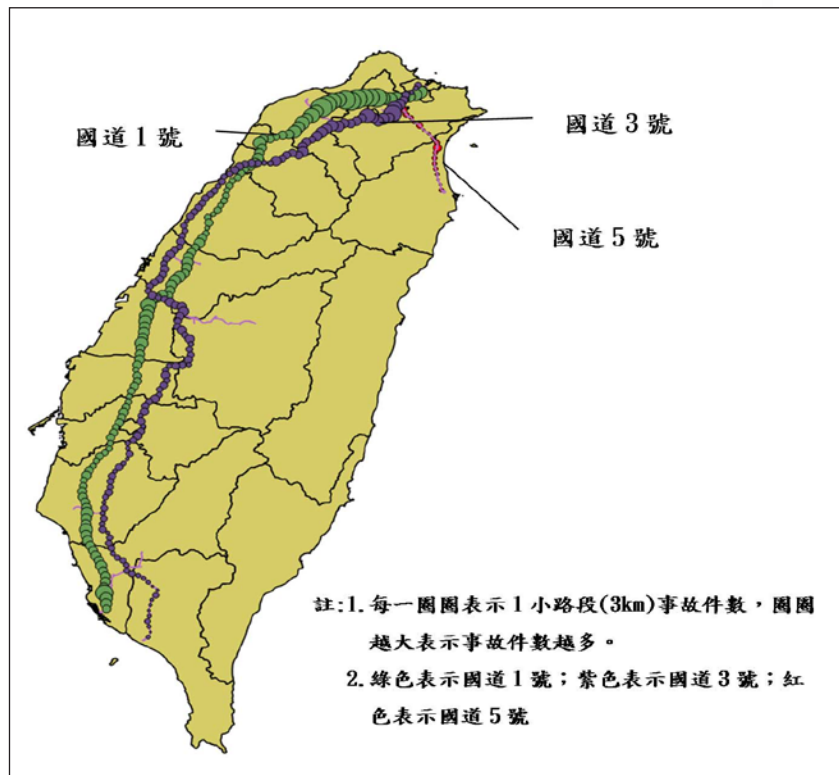 國道1號
國道3號
國道5號
註:1.每一圈圈表示1小路段(3km)事故件數，圈圈
越大表示事故件數越多。
2.綠色表示國道1號；紫色表示國道3號；紅
色表示國道5號